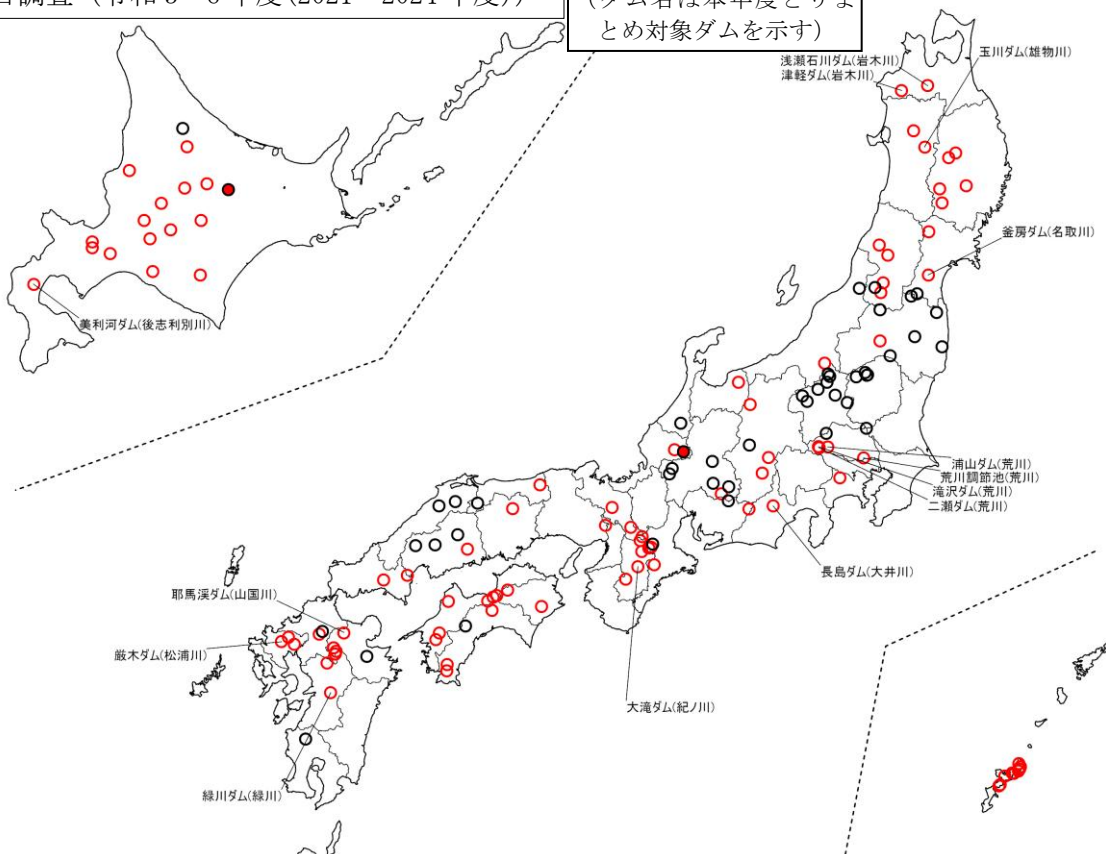 調査（令和3～6年度(2021～2024年度)）
（ダム名は本年度とりま
とめ対象ダムを示す）
浅瀬石川ダム(岩木川)
津軽ダム(岩木川)
玉川ダム(雄物川)
釜房ダム(名取川)
美利河ダム(後志利別川)
浦山ダム(荒川)
荒川調節池(荒川)
滝沢ダム(荒川)
二瀬ダム(荒川)
長島ダム(大井川)
耶馬渓ダム(山国川)
厳木ダム(松浦川)
大滝ダム(紀ノ川)
緑川ダム(緑川)